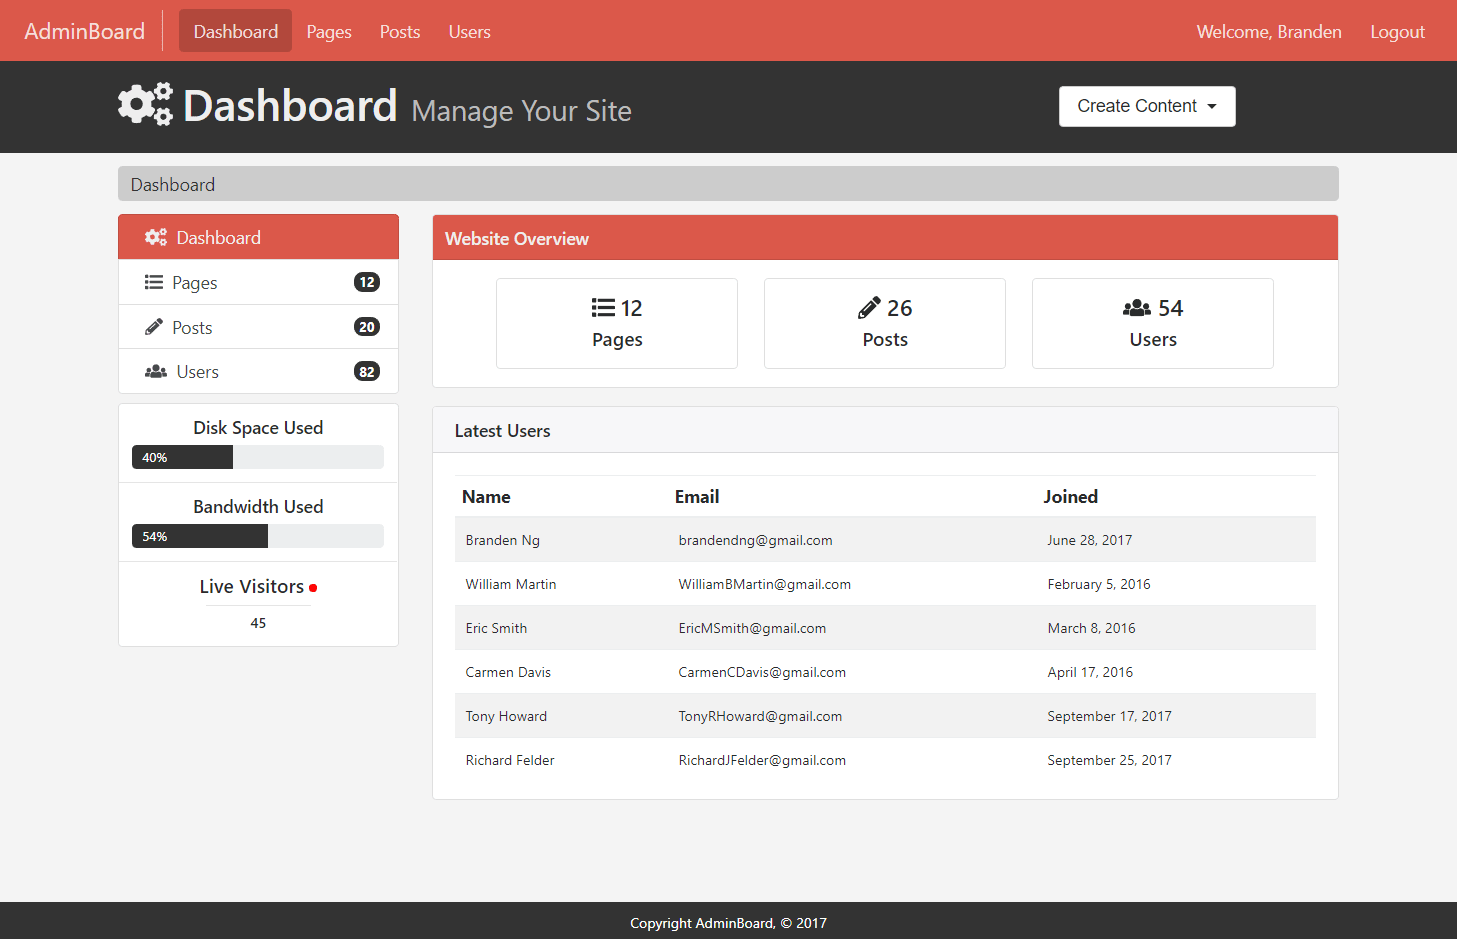 AdminBoard Dashboard Pages Posts Users Welcome, Branden Logout
Dashboard Manage Your Site Create Content
Dashboard
Dashboard
Pages 12
Posts 20
Users 82
Disk Space Used
40%
Bandwidth Used
54%
Live Visitors
45
Website Overview
12
Pages
26
Posts
54
Users
Latest Users
Name Email Joined
Branden Ng brandendng@gmail.com June 28, 2017
William Martin WilliamBMartin@gmail.com February 5, 2016
Eric Smith EricMSmith@gmail.com March 8, 2016
Carmen Davis CarmenCDavis@gmail.com April 17, 2016
Tony Howard TonyRHoward@gmail.com September 17, 2017
Richard Felder RichardJFelder@gmail.com September 25, 2017
Copyright AdminBoard, © 2017